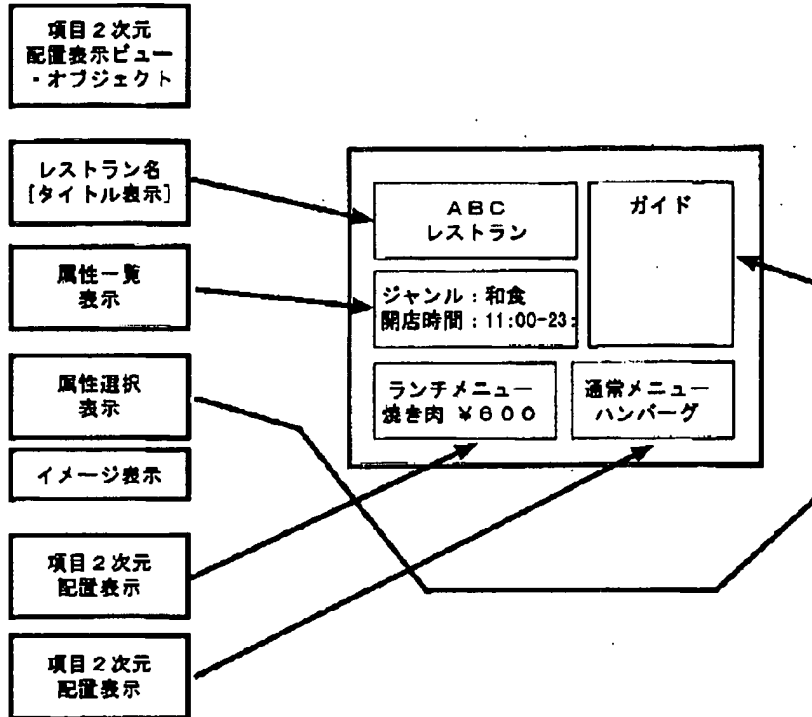 項目２次元
配置表示ビュー
・オブジェクト
レストラン名
[タイトル表示]
属性一覧
表示
属性選択
表示
イメージ表示
項目２次元
配置表示
項目２次元
配置表示
ＡＢＣ
レストラン
ガイド
ジャンル：和食
開店時間：11:00-23:
ランチメニュー
焼き肉 ￥６００
通常メニュー
ハンバーグ